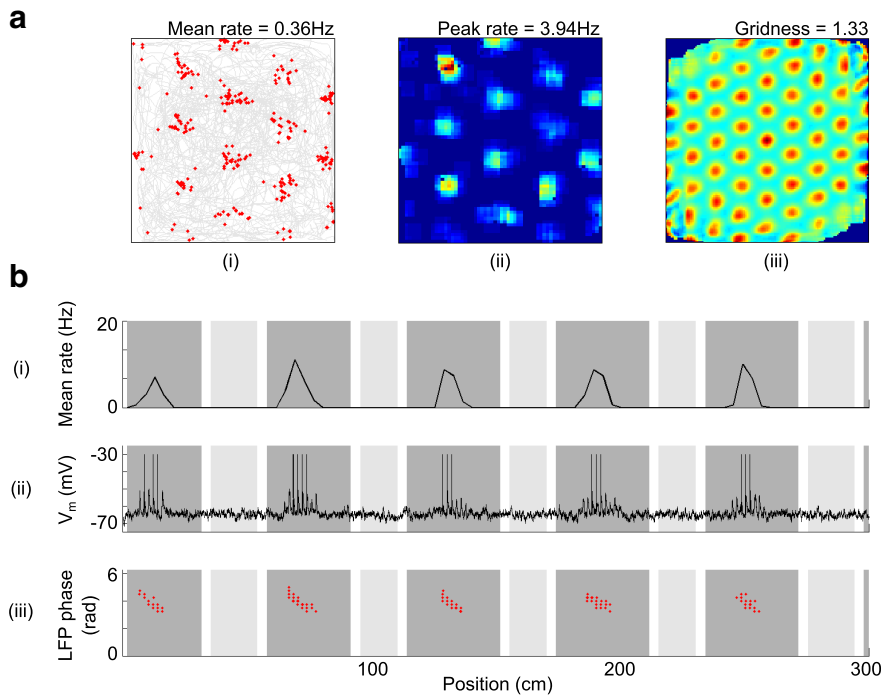 a
Mean rate = 0.36Hz
Peak rate = 3.94Hz
Gridness = 1.33
(i)
(ii)
(iii)
b
(i)
Mean rate (Hz)
20
0
(ii)
Vm (mV)
-30
-70
(iii)
LFP phase
(rad)
6
0
100
200
300
Position (cm)